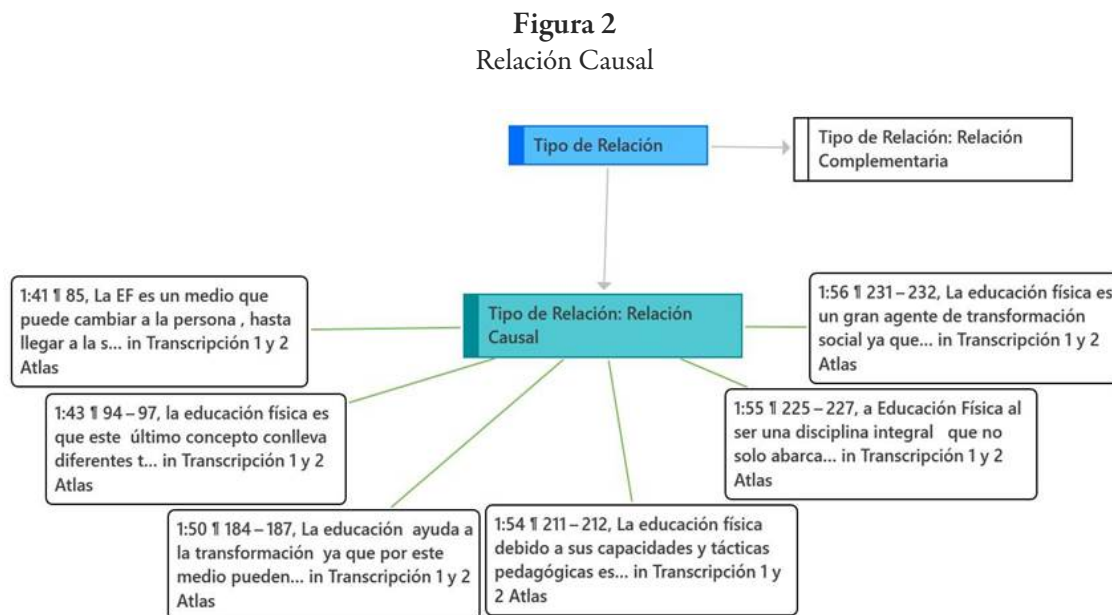 Figura 2
Relación Causal
Tipo de Relación
Tipo de Relación: Relación
Complementaria
Tipo de Relación: Relación
Causal
1:41 ¶ 85, La EF es un medio que
puede cambiar a la persona , hasta
llegar a la s... in Transcripción 1 y 2
Atlas
1:56 ¶ 231 – 232, La educación física es
un gran agente de transformación
social ya que... in Transcripción 1 y 2
Atlas
1:43 ¶ 94 – 97, la educación física es
que este último concepto conlleva
diferentes t... in Transcripción 1 y 2
Atlas
1:55 ¶ 225 – 227, a Educación Física al
ser una disciplina integral que no
solo abarca... in Transcripción 1 y 2
Atlas
1:50 ¶ 184 – 187, La educación ayuda a
la transformación ya que por este
medio pueden... in Transcripción 1 y 2
Atlas
1:54 ¶ 211 – 212, La educación física
debido a sus capacidades y tácticas
pedagógicas es... in Transcripción 1 y
2 Atlas